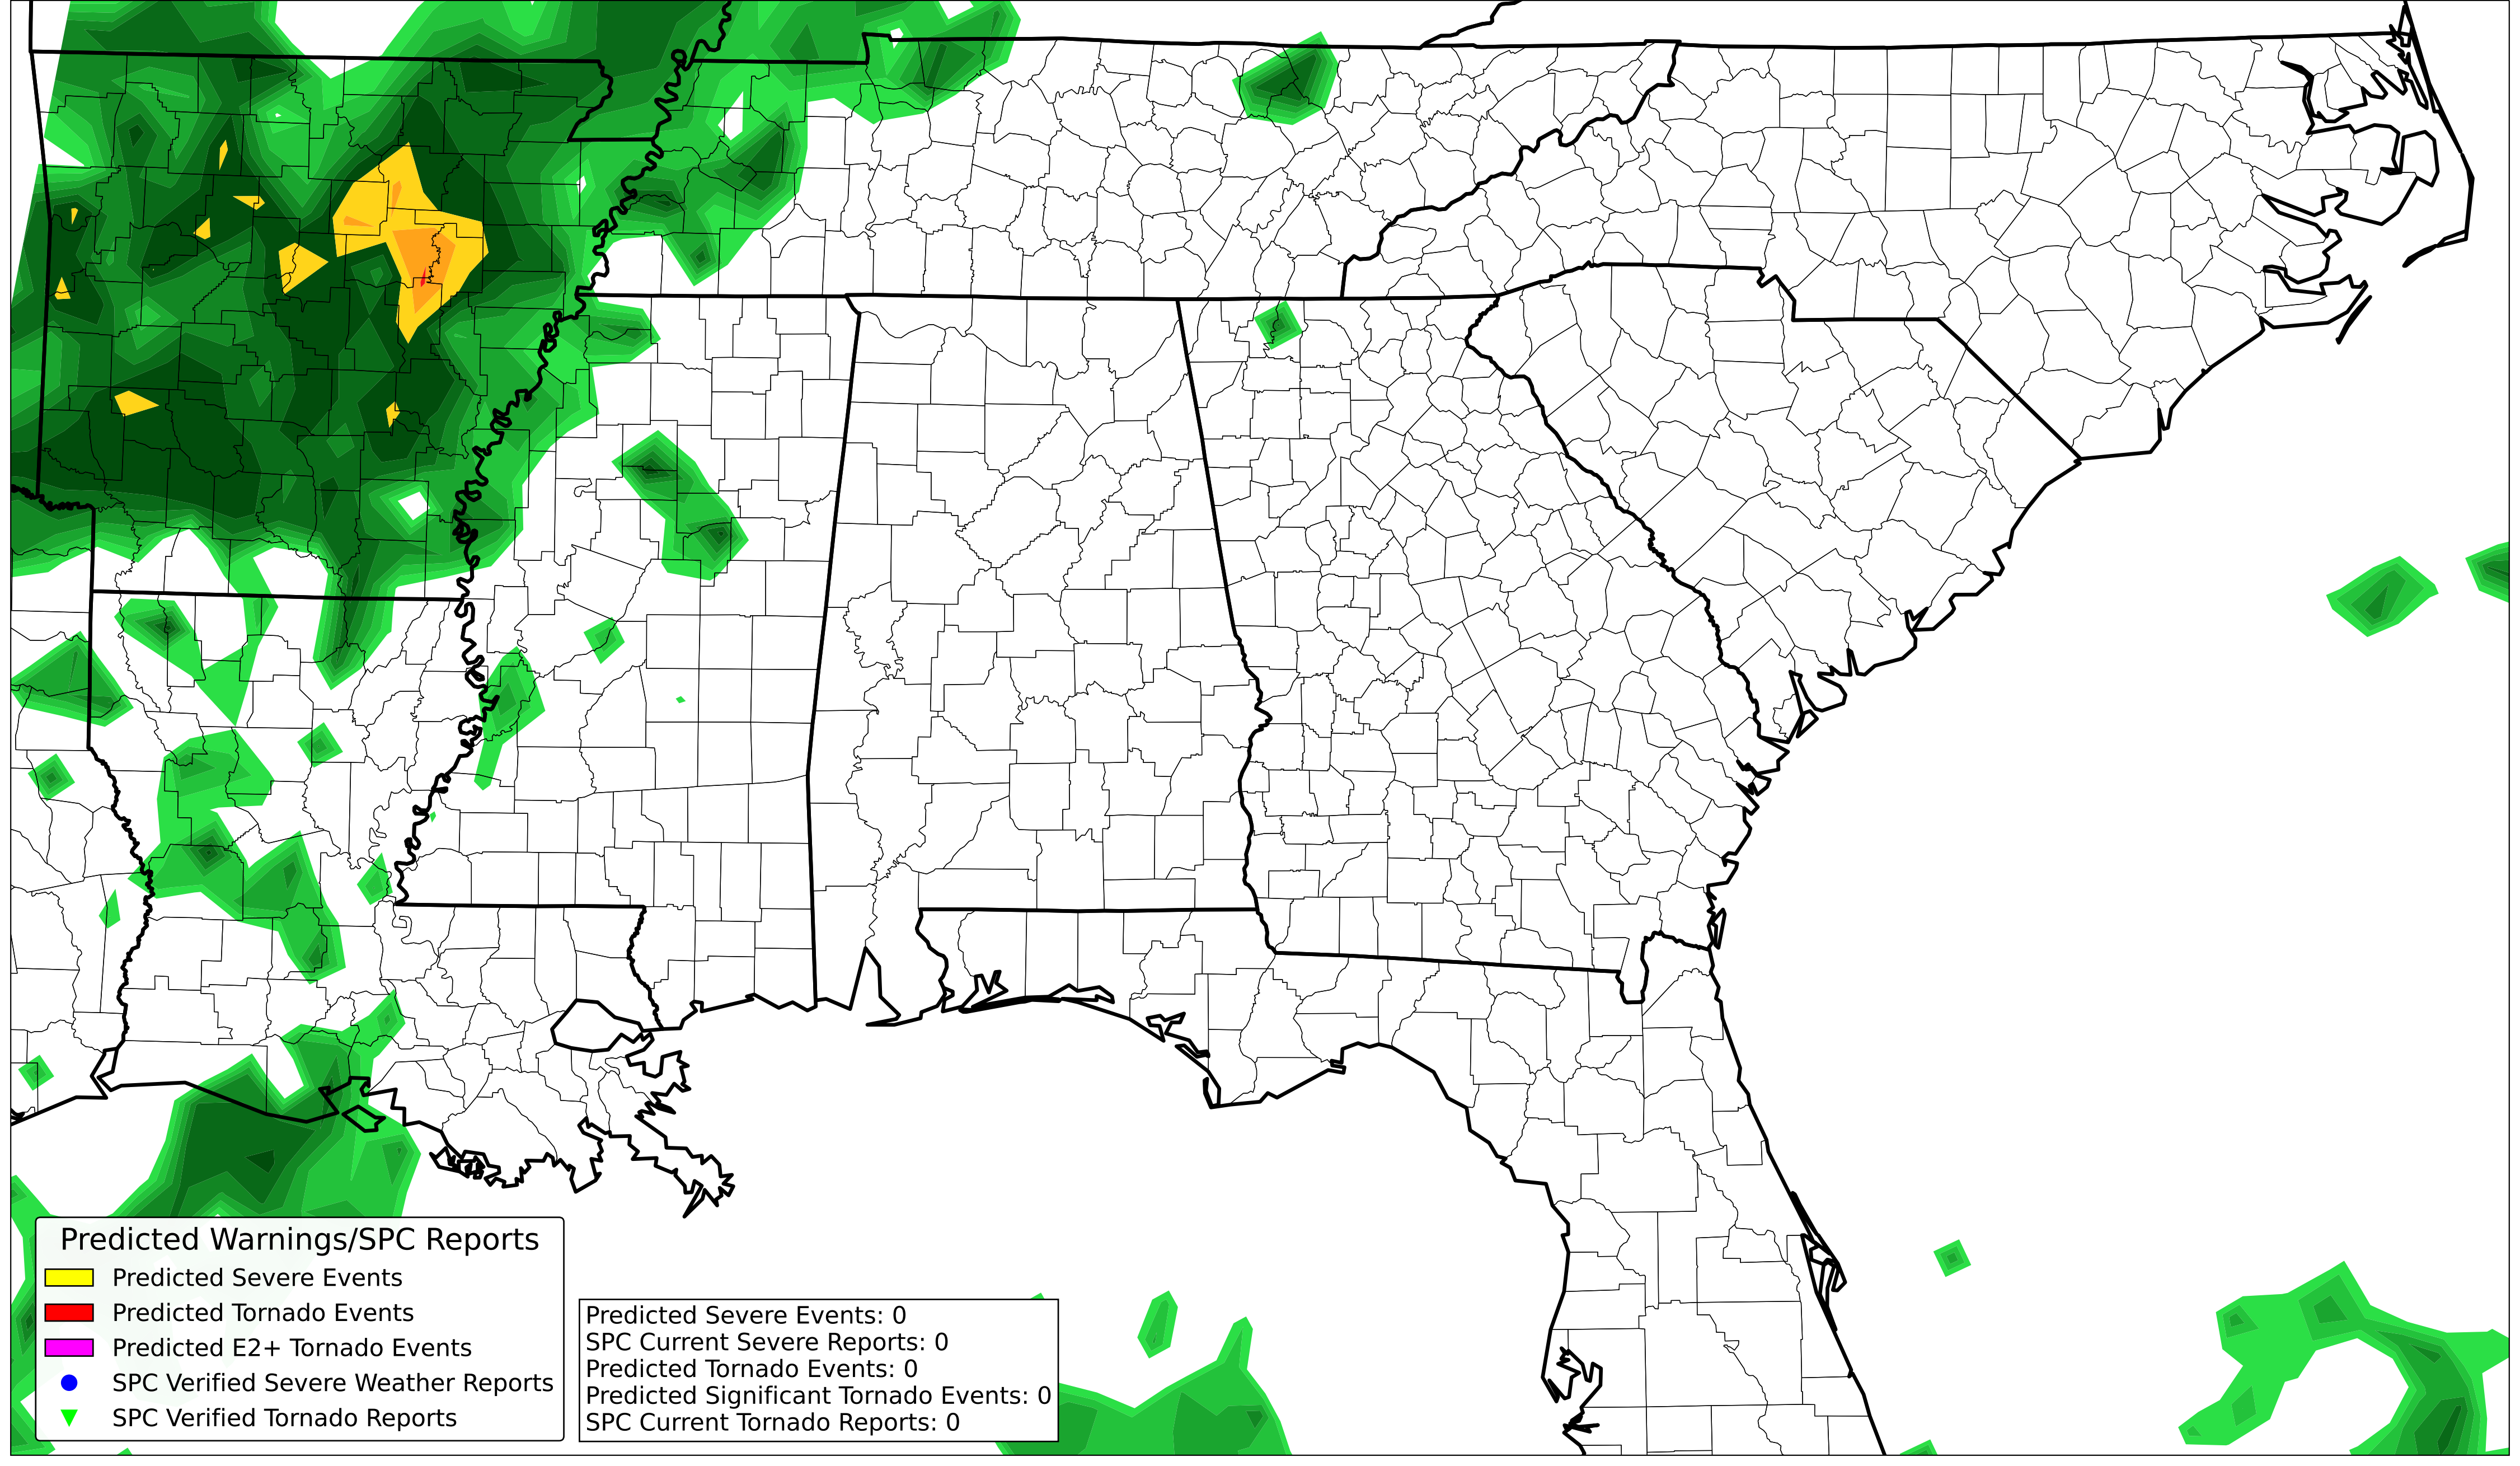 Predicted Warnings/SPC Reports
Predicted Severe Events
Predicted Tornado Events
Predicted E2+ Tornado Events
SPC Verified Severe Weather Reports
SPC Verified Tornado Reports
Predicted Severe Events: 0
SPC Current Severe Reports: 0
Predicted Tornado Events: 0
Predicted Significant Tornado Events: 0
SPC Current Tornado Reports: 0